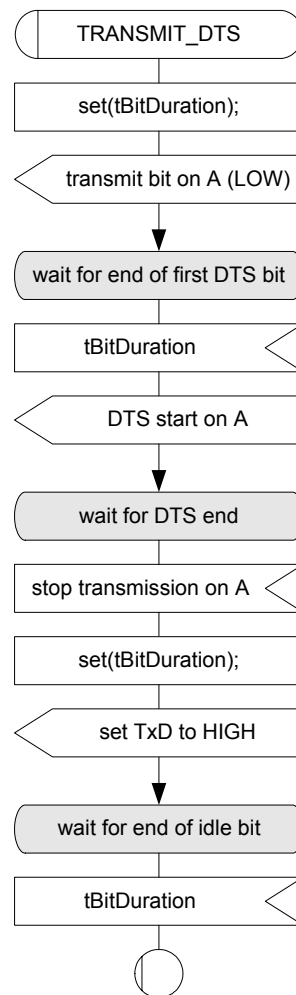 TRANSMIT_DTS
set(tBitDuration);
transmit bit on A (LOW)
wait for end of first DTS bit
tBitDuration
DTS start on A
wait for DTS end
stop transmission on A
set(tBitDuration);
set TxD to HIGH
wait for end of idle bit
tBitDuration